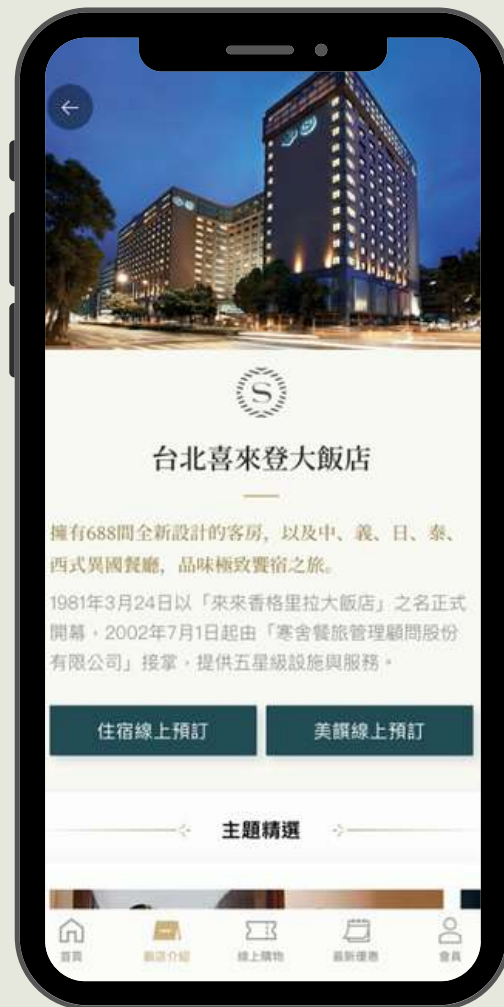 S
台北喜來登大飯店
擁有688間全新設計的客房，以及中、義、日、泰、
西式異國餐廳，品味極致饗宿之旅。
1981年3月24日以「來來香格里拉大飯店」之名正式
開幕，2002年7月1日起由「寒舍餐旅管理顧問股份
有限公司」接掌，提供五星級設施與服務。
住宿線上預訂 美饌線上預訂
主題精選
首頁 飯店介紹 線上購物 最新優惠 會員